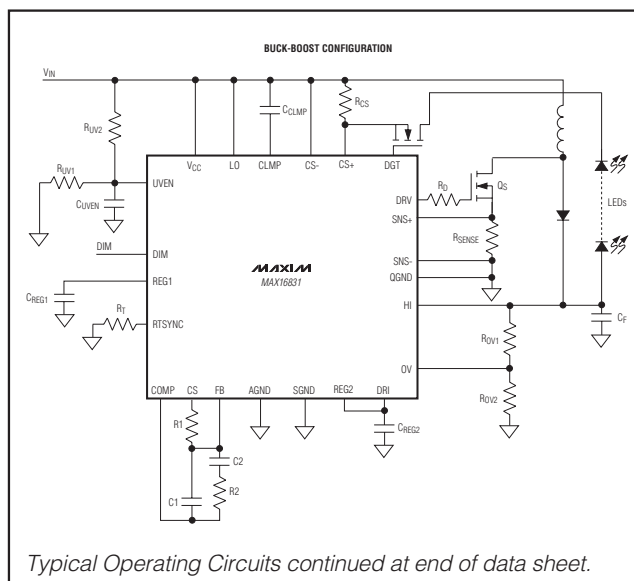 BUCK-BOOST CONFIGURATION
VIN
RUV2
RUV1
CUVEN
CCLMP
RCS
VCC
LO
CLMP
CS-
CS+
DGT
UVEN
DIM
DIM
REG1
CREG1
RT
RTSYNC
MAXIM
MAX16831
DRV
RD
QS
SNS+
RSENSE
SNS-
QGND
HI
OV
LEDs
CF
ROV1
ROV2
COMP
CS
FB
AGND
SGND
REG2
DRI
R1
C2
C1
R2
CREG2
Typical Operating Circuits continued at end of data sheet.